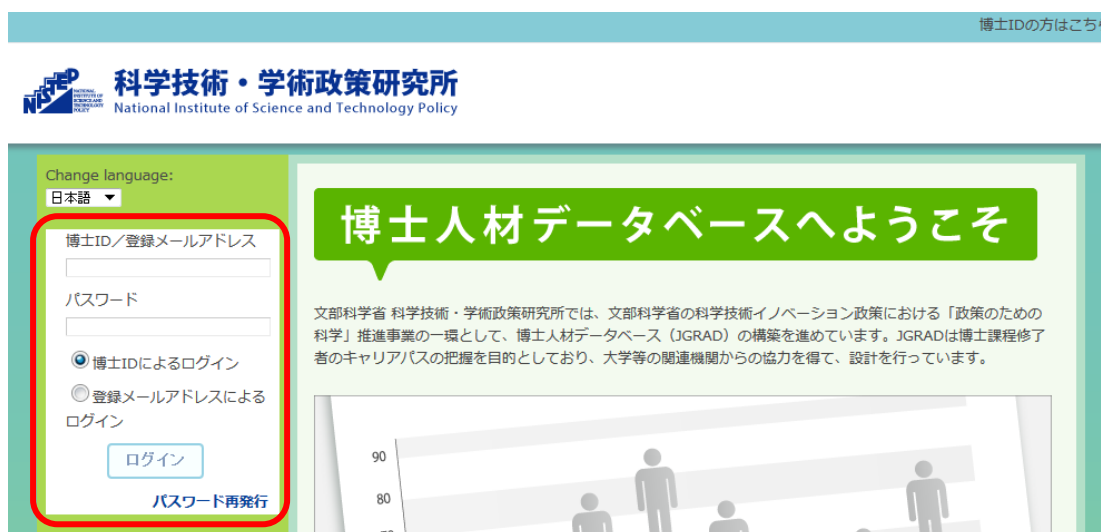 博士IDの方はこち
NISTEP
NATIONAL
INSTITUTE OF
SCIENCE AND
TECHNOLOGY
POLICY
科学技術・学術政策研究所
National Institute of Science and Technology Policy
Change language:
日本語 ▼
博士ID／登録メールアドレス
パスワード
博士IDによるログイン
登録メールアドレスによる
ログイン
ログイン
パスワード再発行
博士人材データベースへようこそ
文部科学省 科学技術・学術政策研究所では、文部科学省の科学技術イノベーション政策における「政策のための
科学」推進事業の一環として、博士人材データベース（JGRAD）の構築を進めています。JGRADは博士課程修了
者のキャリアパスの把握を目的としており、大学等の関連機関からの協力を得て、設計を行っています。
90
80